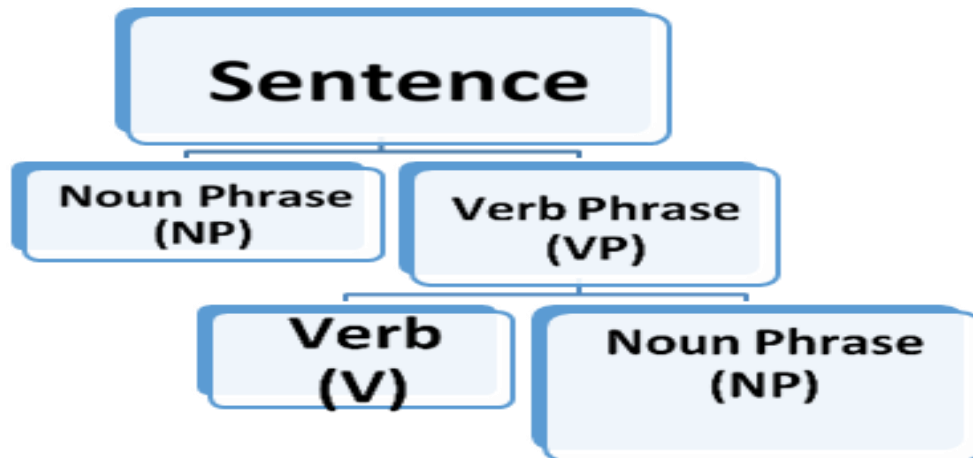 Sentence
Noun Phrase
(NP)
Verb Phrase
(VP)
Verb
(V)
Noun Phrase
(NP)